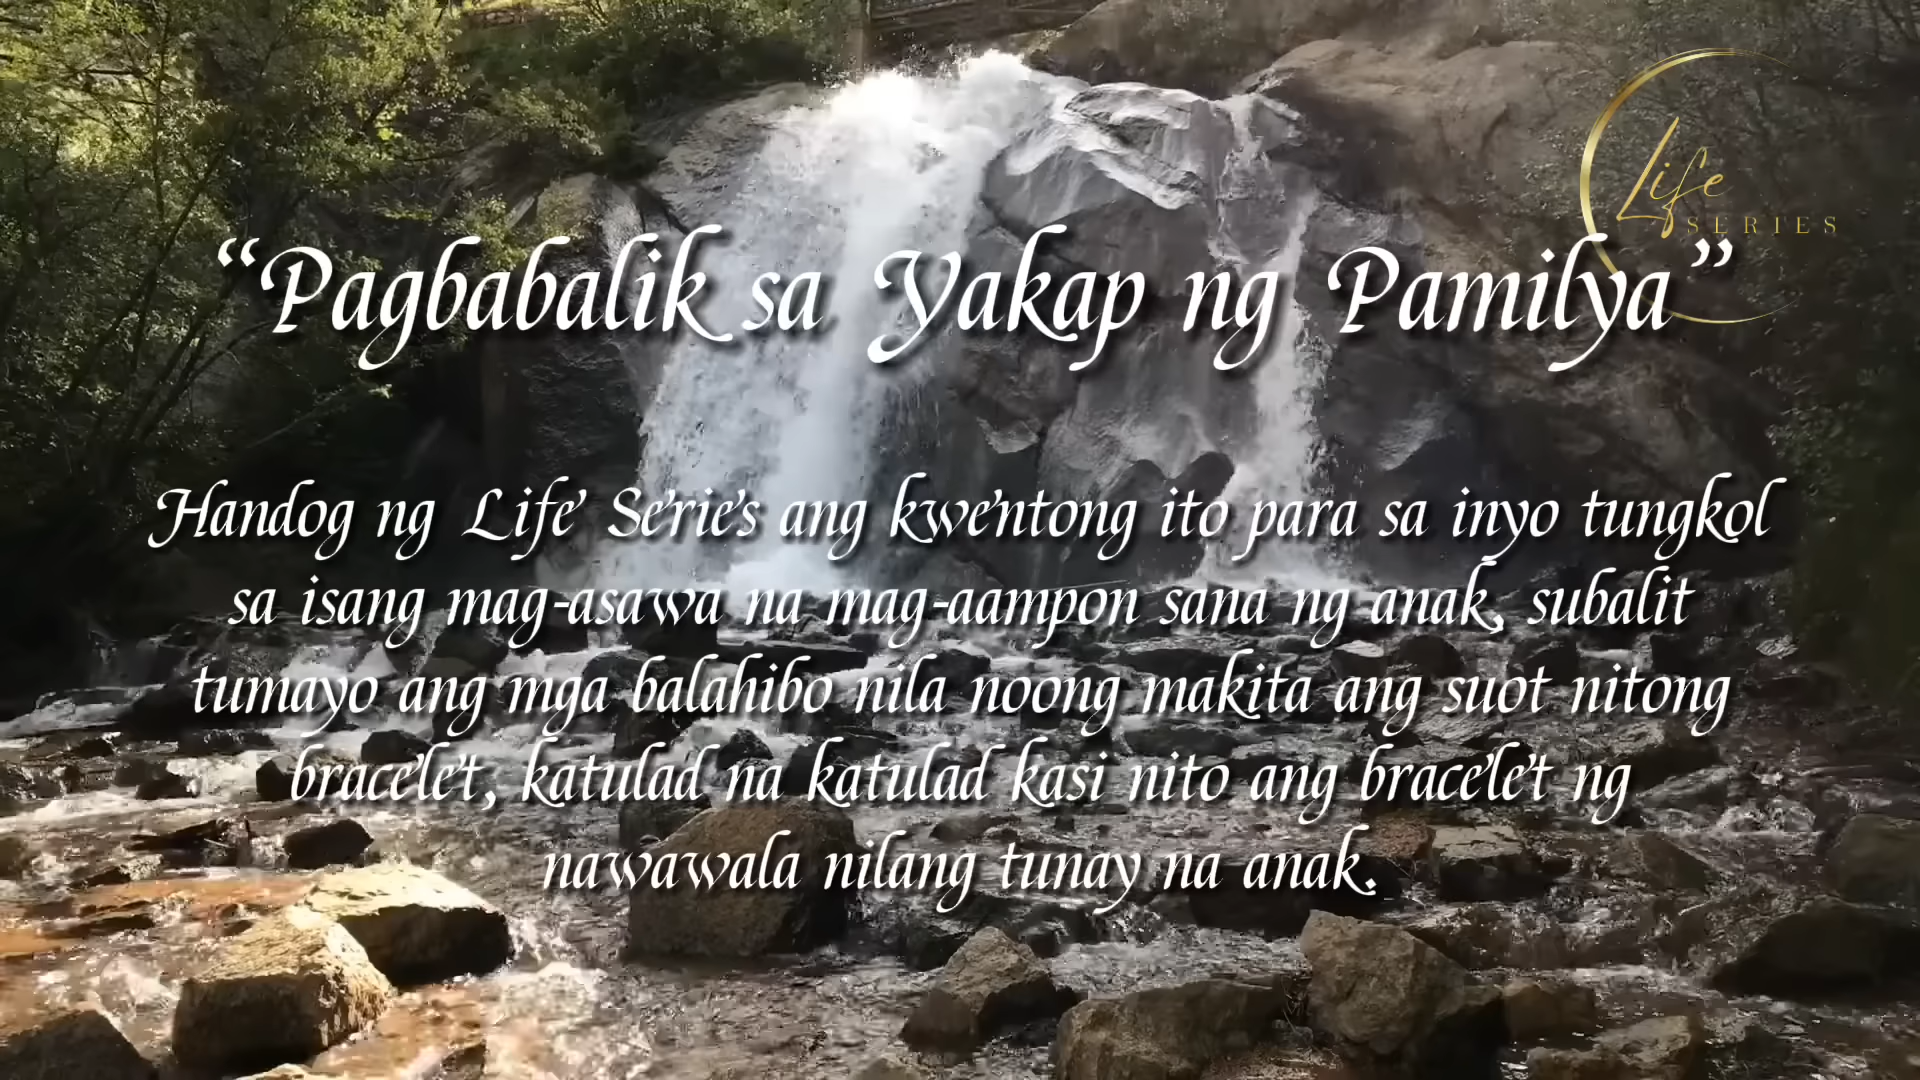 Life
SERIES
“Pagbabalik sa Yakap ng Pamilya”
Handog ng Life Series ang kwentong ito para sa inyo tungkol
sa isang mag-asawa na mag-aampon sana ng anak, subalit
tumayo ang mga balahibo nila noong makita ang suot nitong
bracelet, katulad na katulad kasi nito ang bracelet ng
nawawala nilang tunay na anak.